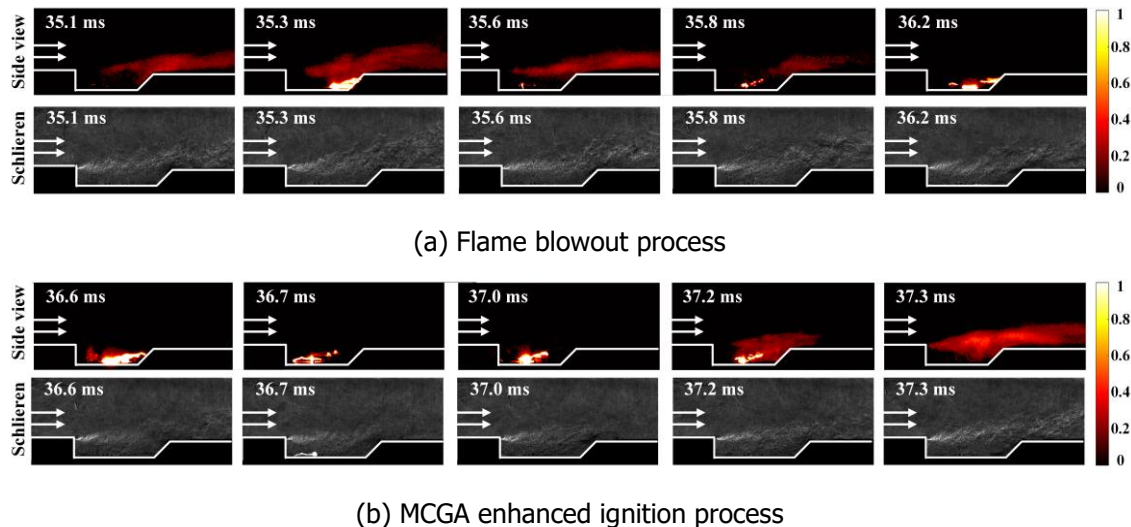 Side view
35.1 ms
35.3 ms
35.6 ms
35.8 ms
36.2 ms
Schlieren
35.1 ms
35.3 ms
35.6 ms
35.8 ms
36.2 ms
1
0.8
0.6
0.4
0.2
0
(a) Flame blowout process
Side view
36.6 ms
36.7 ms
37.0 ms
37.2 ms
37.3 ms
Schlieren
36.6 ms
36.7 ms
37.0 ms
37.2 ms
37.3 ms
1
0.8
0.6
0.4
0.2
0
(b) MCGA enhanced ignition process